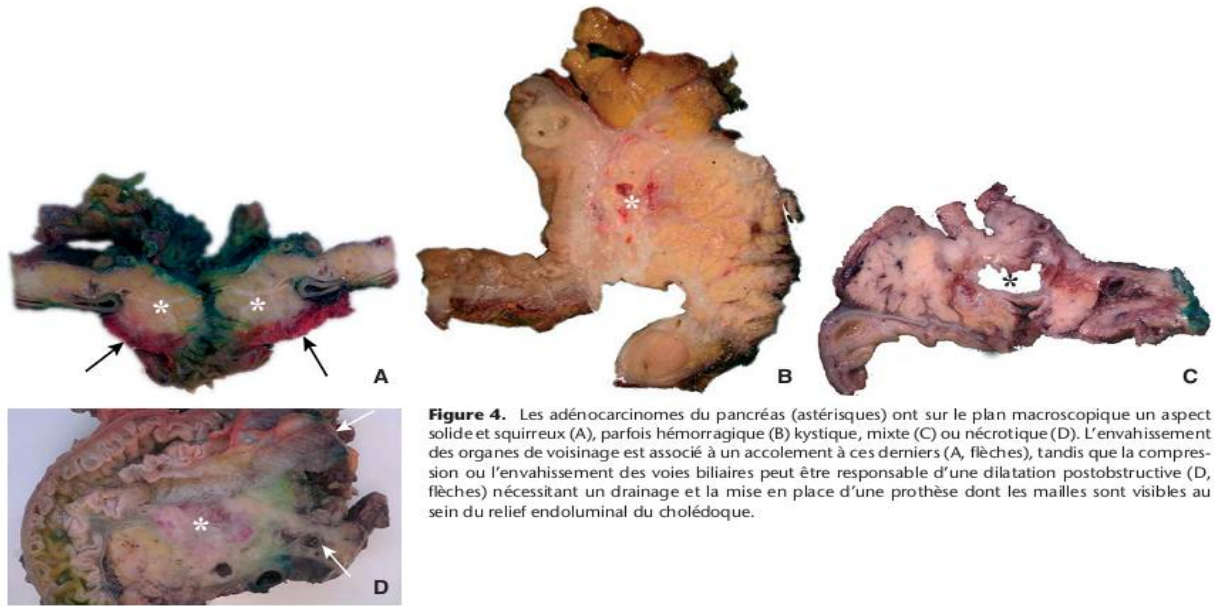 A
B
C
D
Figure 4. Les adénocarcinomes du pancréas (astérisques) ont sur le plan macroscopique un aspect
solide et squirreux (A), parfois hémorragique (B) kystique, mixte (C) ou nécrotique (D). L'envahissement
des organes de voisinage est associé à un accolement à ces derniers (A, flèches), tandis que la compres-
sion ou l'envahissement des voies biliaires peut être responsable d'une dilatation postobstructive (D,
flèches) nécessitant un drainage et la mise en place d'une prothèse dont les mailles sont visibles au
sein du relief endoluminal du cholédoque.